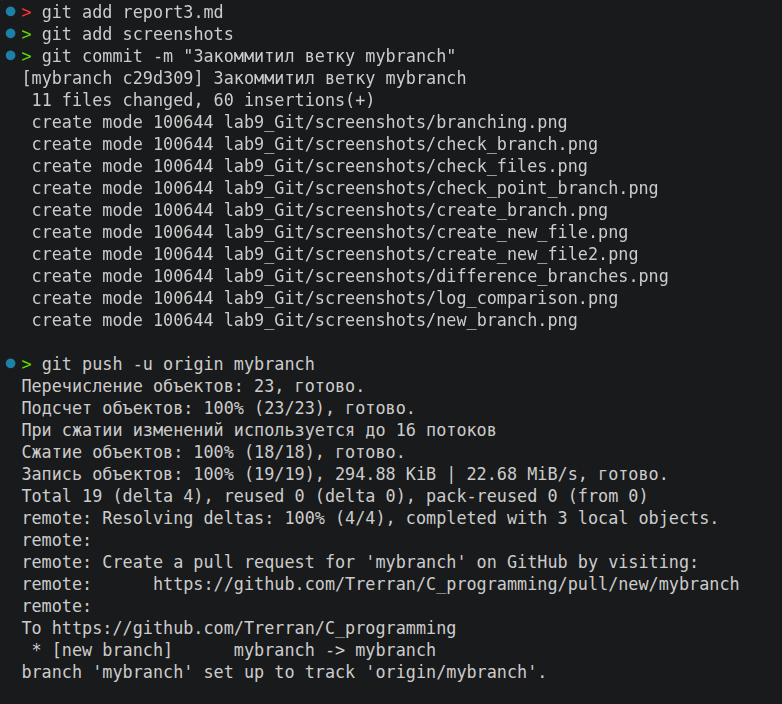 > git add report3.md
> git add screenshots
> git commit -m "Закоммитил ветку mybranch"
[mybranch c29d309] Закоммитил ветку mybranch
 11 files changed, 60 insertions(+)
 create mode 100644 lab9_Git/screenshots/branching.png
 create mode 100644 lab9_Git/screenshots/check_branch.png
 create mode 100644 lab9_Git/screenshots/check_files.png
 create mode 100644 lab9_Git/screenshots/check_point_branch.png
 create mode 100644 lab9_Git/screenshots/create_branch.png
 create mode 100644 lab9_Git/screenshots/create_new_file.png
 create mode 100644 lab9_Git/screenshots/create_new_file2.png
 create mode 100644 lab9_Git/screenshots/difference_branches.png
 create mode 100644 lab9_Git/screenshots/log_comparison.png
 create mode 100644 lab9_Git/screenshots/new_branch.png
> git push -u origin mybranch
Перечисление объектов: 23, готово.
Подсчет объектов: 100% (23/23), готово.
При сжатии изменений используется до 16 потоков
Сжатие объектов: 100% (18/18), готово.
Запись объектов: 100% (19/19), 294.88 KiB | 22.68 MiB/s, готово.
Total 19 (delta 4), reused 0 (delta 0), pack-reused 0 (from 0)
remote: Resolving deltas: 100% (4/4), completed with 3 local objects.
remote:
remote: Create a pull request for 'mybranch' on GitHub by visiting:
remote:      https://github.com/Trerran/C_programming/pull/new/mybranch
remote:
To https://github.com/Trerran/C_programming
 * [new branch]      mybranch -> mybranch
branch 'mybranch' set up to track 'origin/mybranch'.